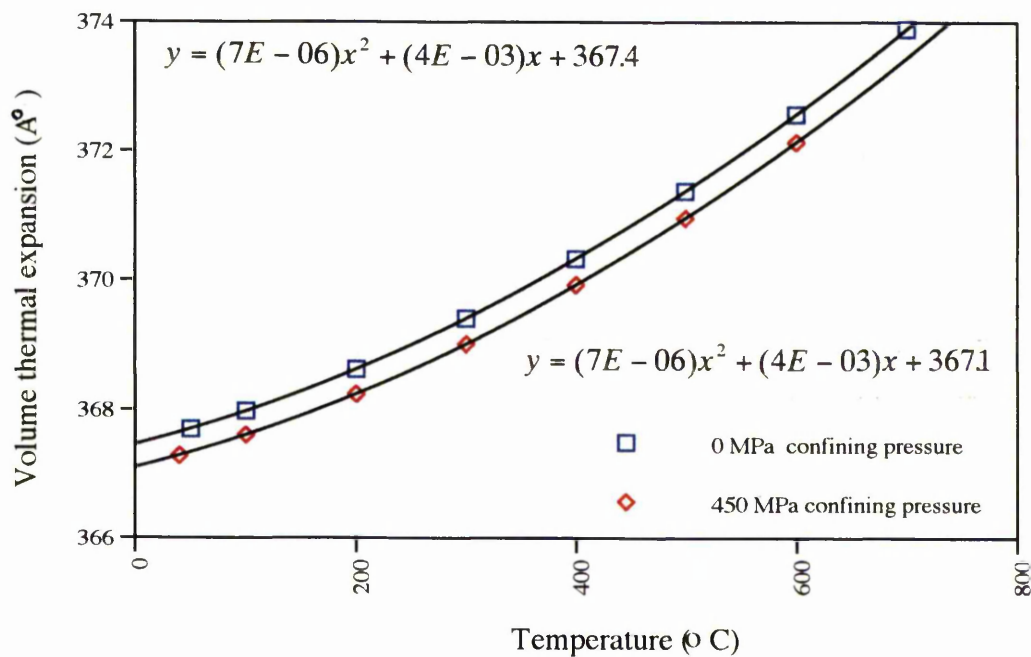 374
y = (7E − 06)x² + (4E − 03)x + 367.4
372
370
368
366
Volume thermal expansion (A°)
y = (7E − 06)x² + (4E − 03)x + 367.1
0 MPa confining pressure
450 MPa confining pressure
0
200
400
600
800
Temperature (o C)